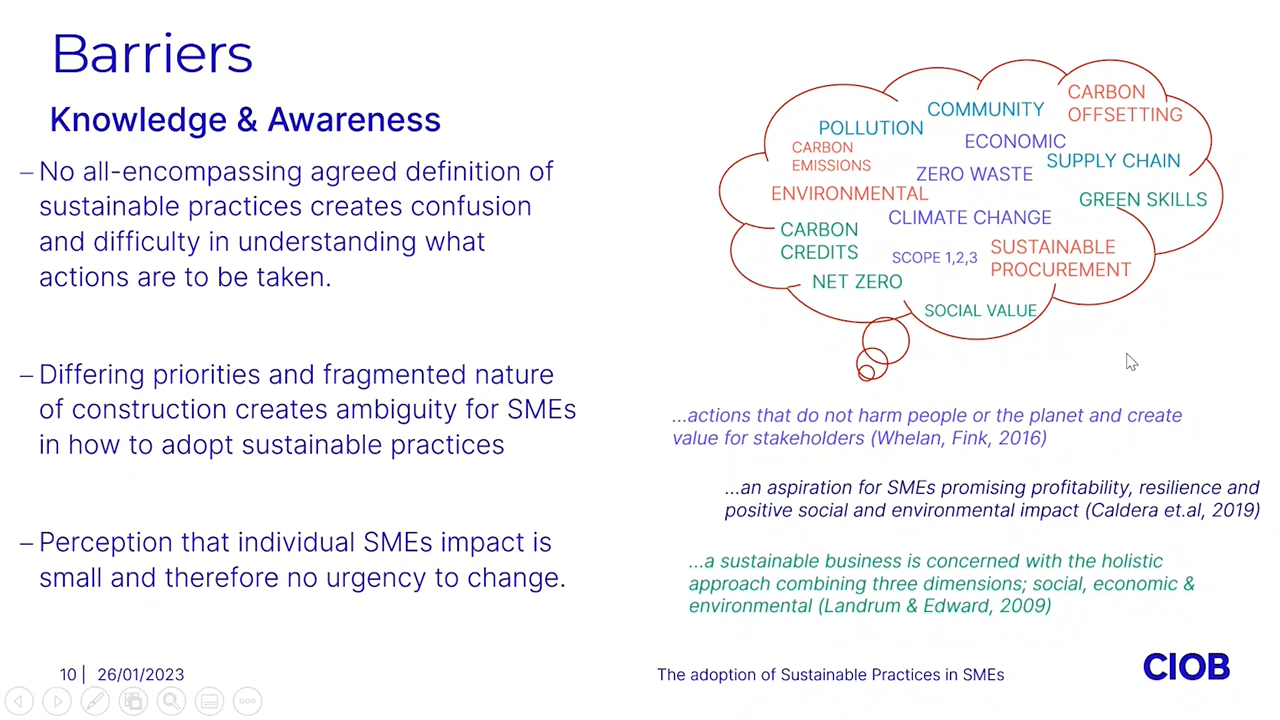 Barriers
Knowledge & Awareness
– No all-encompassing agreed definition of
sustainable practices creates confusion
and difficulty in understanding what
actions are to be taken.
– Differing priorities and fragmented nature
of construction creates ambiguity for SMEs
in how to adopt sustainable practices
– Perception that individual SMEs impact is
small and therefore no urgency to change.
CARBON
OFFSETTING
COMMUNITY
POLLUTION
ECONOMIC
CARBON
EMISSIONS
SUPPLY CHAIN
ZERO WASTE
ENVIRONMENTAL
GREEN SKILLS
CLIMATE CHANGE
CARBON
CREDITS
SCOPE 1,2,3
SUSTAINABLE
PROCUREMENT
NET ZERO
SOCIAL VALUE
...actions that do not harm people or the planet and create
value for stakeholders (Whelan, Fink, 2016)
...an aspiration for SMEs promising profitability, resilience and
positive social and environmental impact (Caldera et.al, 2019)
...a sustainable business is concerned with the holistic
approach combining three dimensions; social, economic &
environmental (Landrum & Edward, 2009)
10 | 26/01/2023
The adoption of Sustainable Practices in SMEs
CIOB